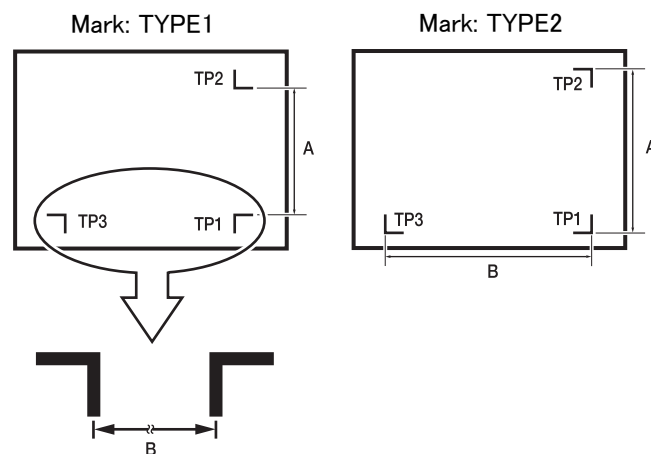 Mark: TYPE1
Mark: TYPE2
TP2
A
TP3
TP1
B
TP2
A
TP3
TP1
B